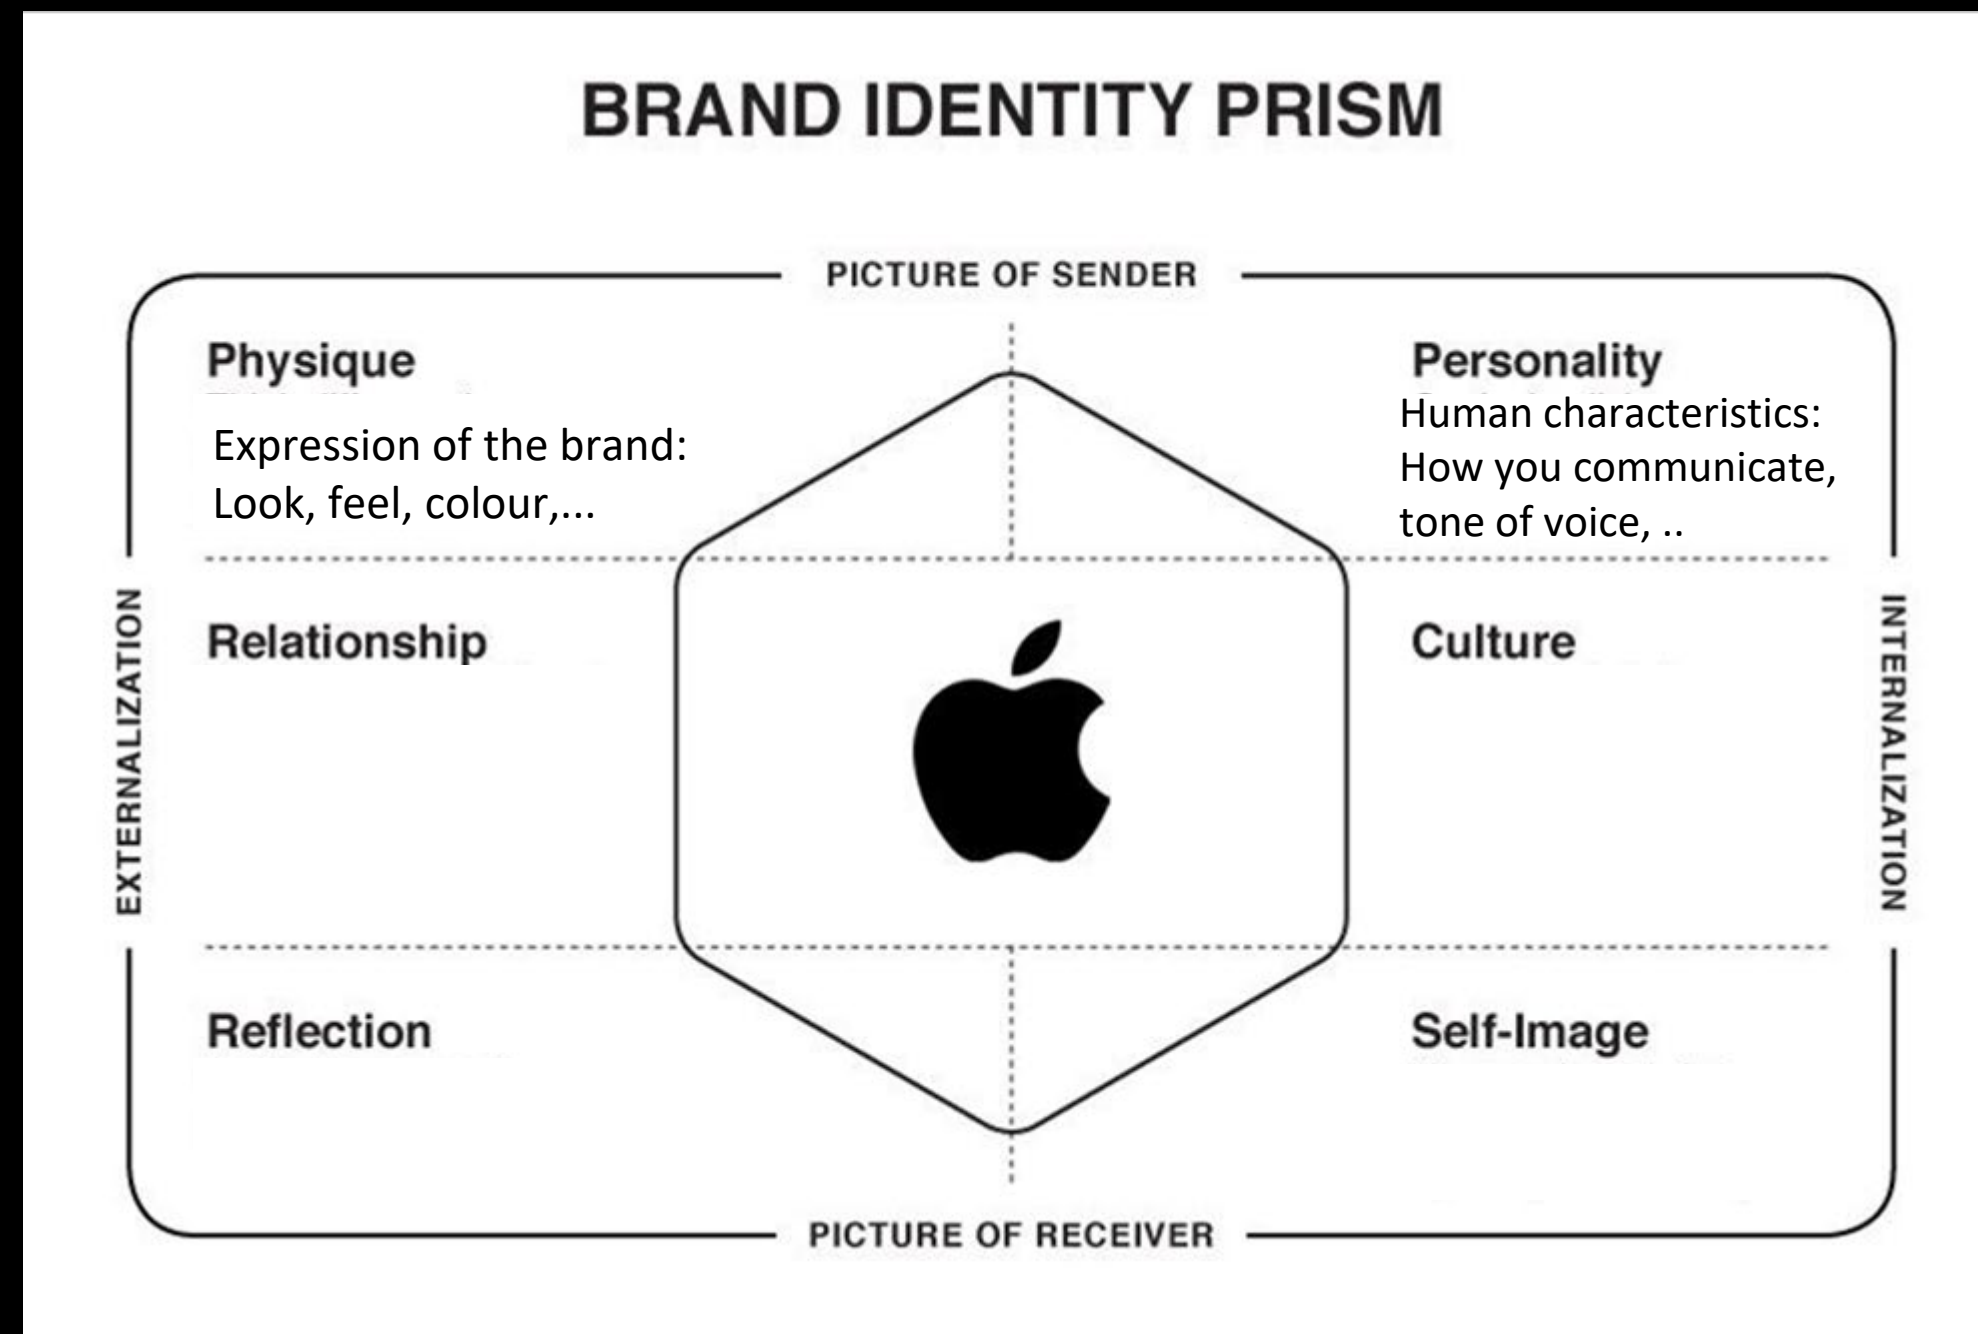 BRAND IDENTITY PRISM
PICTURE OF SENDER
Physique
Expression of the brand:
Look, feel, colour,...
Personality
Human characteristics:
How you communicate,
tone of voice, ..
EXTERNALIZATION
Relationship
Culture
INTERNALIZATION
Reflection
Self-Image
PICTURE OF RECEIVER